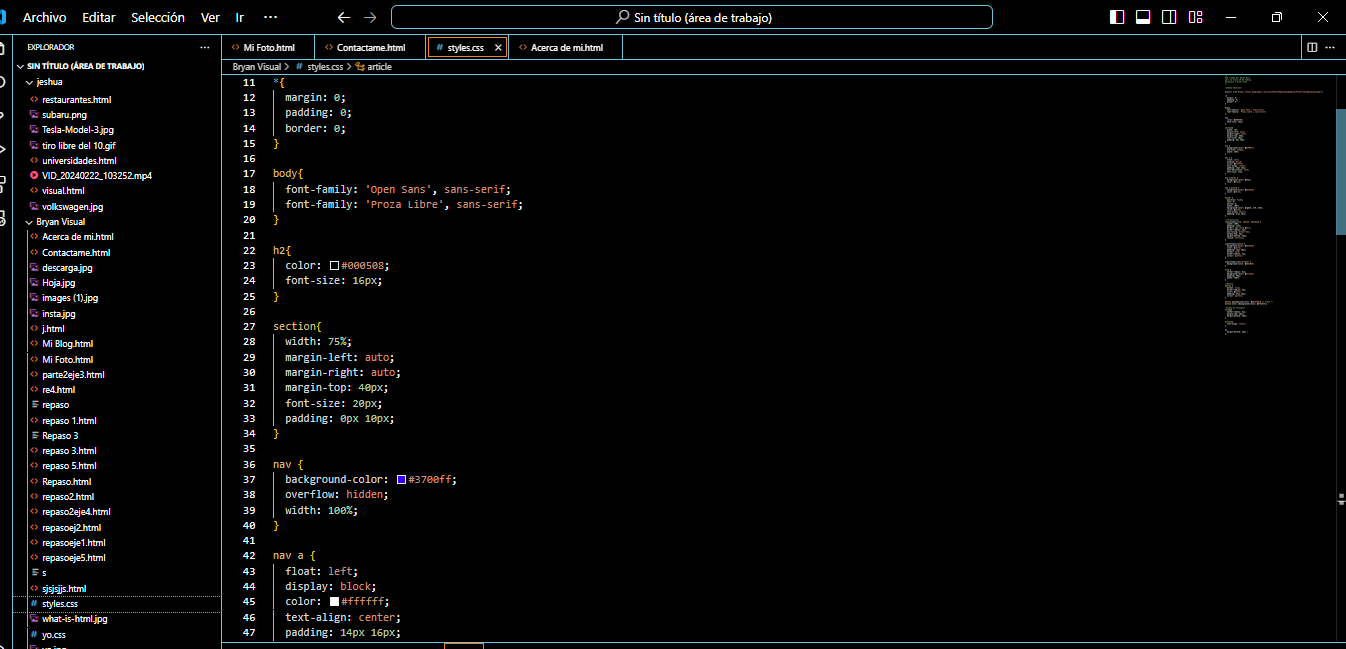 Archivo Editar Selección Ver Ir ··· Sin título (área de trabajo)
EXPLORADOR ···
Mi Foto.html Contactame.html # styles.css Acerca de mi.html ···
SIN TÍTULO (ÁREA DE TRABAJO)
Bryan Visual > # styles.css > article
jeshua
restaurantes.html
subaru.png
Tesla-Model-3.jpg
tiro libre del 10.gif
universidades.html
VID_20240222_103252.mp4
visual.html
volkswagen.jpg
Bryan Visual
Acerca de mi.html
Contactame.html
descarga.jpg
Hoja.jpg
images (1).jpg
insta.jpg
j.html
Mi Blog.html
Mi Foto.html
parte2eje3.html
re4.html
repaso
repaso 1.html
Repaso 3
repaso 3.html
repaso 5.html
Repaso.html
repaso2.html
repaso2eje4.html
repasoej2.html
repasoeje1.html
repasoeje5.html
s
sjsjsjjs.html
# styles.css
what-is-html.jpg
# yo.css
11 *{
12 margin: 0;
13 padding: 0;
14 border: 0;
15 }
16
17 body{
18 font-family: 'Open Sans', sans-serif;
19 font-family: 'Proza Libre', sans-serif;
20 }
21
22 h2{
23 color: #000508;
24 font-size: 16px;
25 }
26
27 section{
28 width: 75%;
29 margin-left: auto;
30 margin-right: auto;
31 margin-top: 40px;
32 font-size: 20px;
33 padding: 0px 10px;
34 }
35
36 nav {
37 background-color: #3700ff;
38 overflow: hidden;
39 width: 100%;
40 }
41
42 nav a {
43 float: left;
44 display: block;
45 color: #ffffff;
46 text-align: center;
47 padding: 14px 16px;